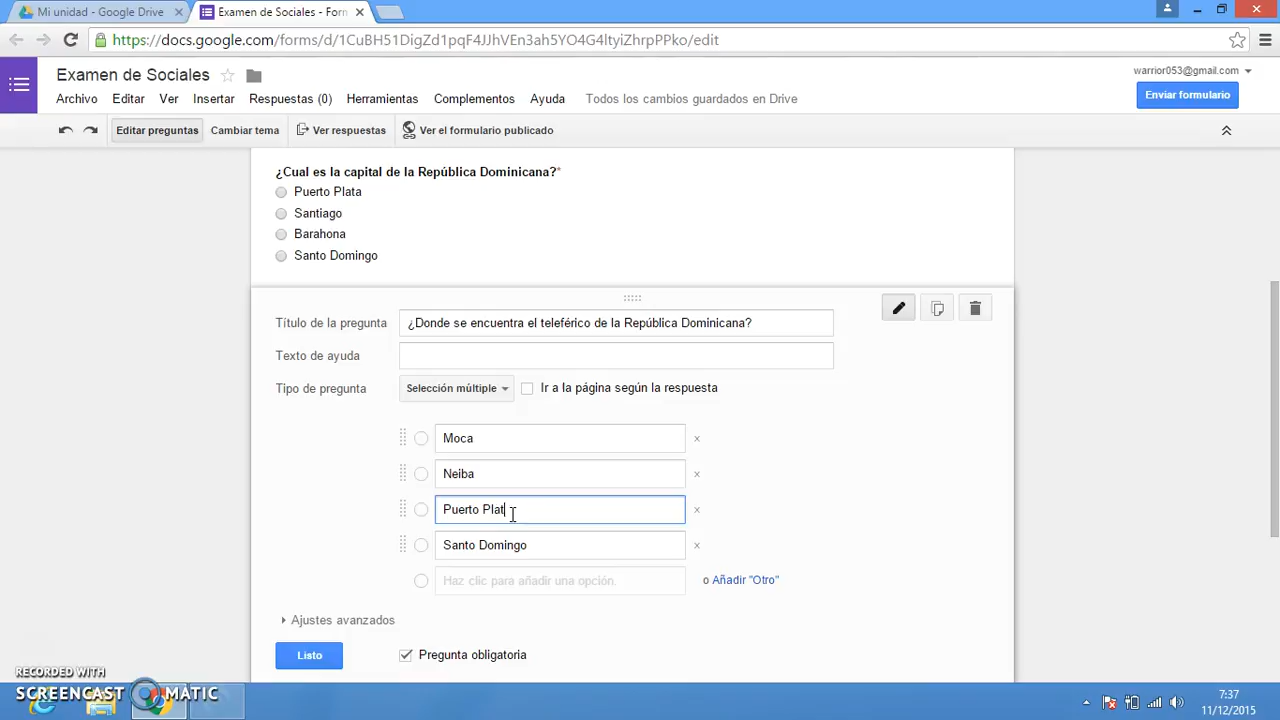 Mi unidad - Google Drive
Examen de Sociales - Forn
https://docs.google.com/forms/d/1CuBH51DigZd1pqF4JJhVEn3ah5YO4G4ltyiZhrpPPko/edit
Examen de Sociales
warrior053@gmail.com
Archivo Editar Ver Insertar Respuestas (0) Herramientas Complementos Ayuda Todos los cambios guardados en Drive
Enviar formulario
Editar preguntas Cambiar tema Ver respuestas Ver el formulario publicado
¿Cual es la capital de la República Dominicana?*
Puerto Plata
Santiago
Barahona
Santo Domingo
Título de la pregunta ¿Donde se encuentra el teleférico de la República Dominicana?
Texto de ayuda
Tipo de pregunta Selección múltiple Ir a la página según la respuesta
Moca
Neiba
Puerto Plat
Santo Domingo
Haz clic para añadir una opción. o Añadir "Otro"
Ajustes avanzados
Listo Pregunta obligatoria
RECORDED WITH
SCREENCAST MATIC
7:37
11/12/2015